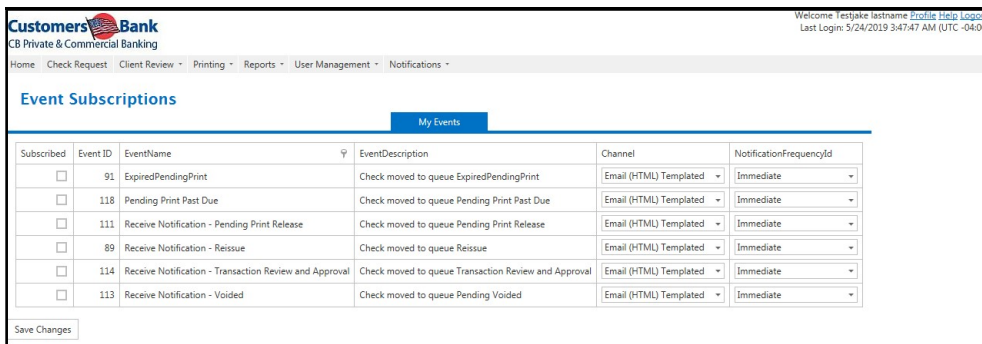 Customers Bank
CB Private & Commercial Banking
Welcome Testjake lastname Profile Help
Last Login: 5/24/2019 3:47:47 AM (UTC
Home Check Request Client Review Printing Reports User Management Notifications
Event Subscriptions
My Events
Subscribed Event ID EventName EventDescription Channel NotificationFrequencyId
91 ExpiredPendingPrint Check moved to queue ExpiredPendingPrint Email (HTML) Templated Immediate
118 Pending Print Past Due Check moved to queue Pending Print Past Due Email (HTML) Templated Immediate
111 Receive Notification - Pending Print Release Check moved to queue Pending Print Release Email (HTML) Templated Immediate
89 Receive Notification - Reissue Check moved to queue Reissue Email (HTML) Templated Immediate
114 Receive Notification - Transaction Review and Approval Check moved to queue Transaction Review and Approval Email (HTML) Templated Immediate
113 Receive Notification - Voided Check moved to queue Pending Voided Email (HTML) Templated Immediate
Save Changes